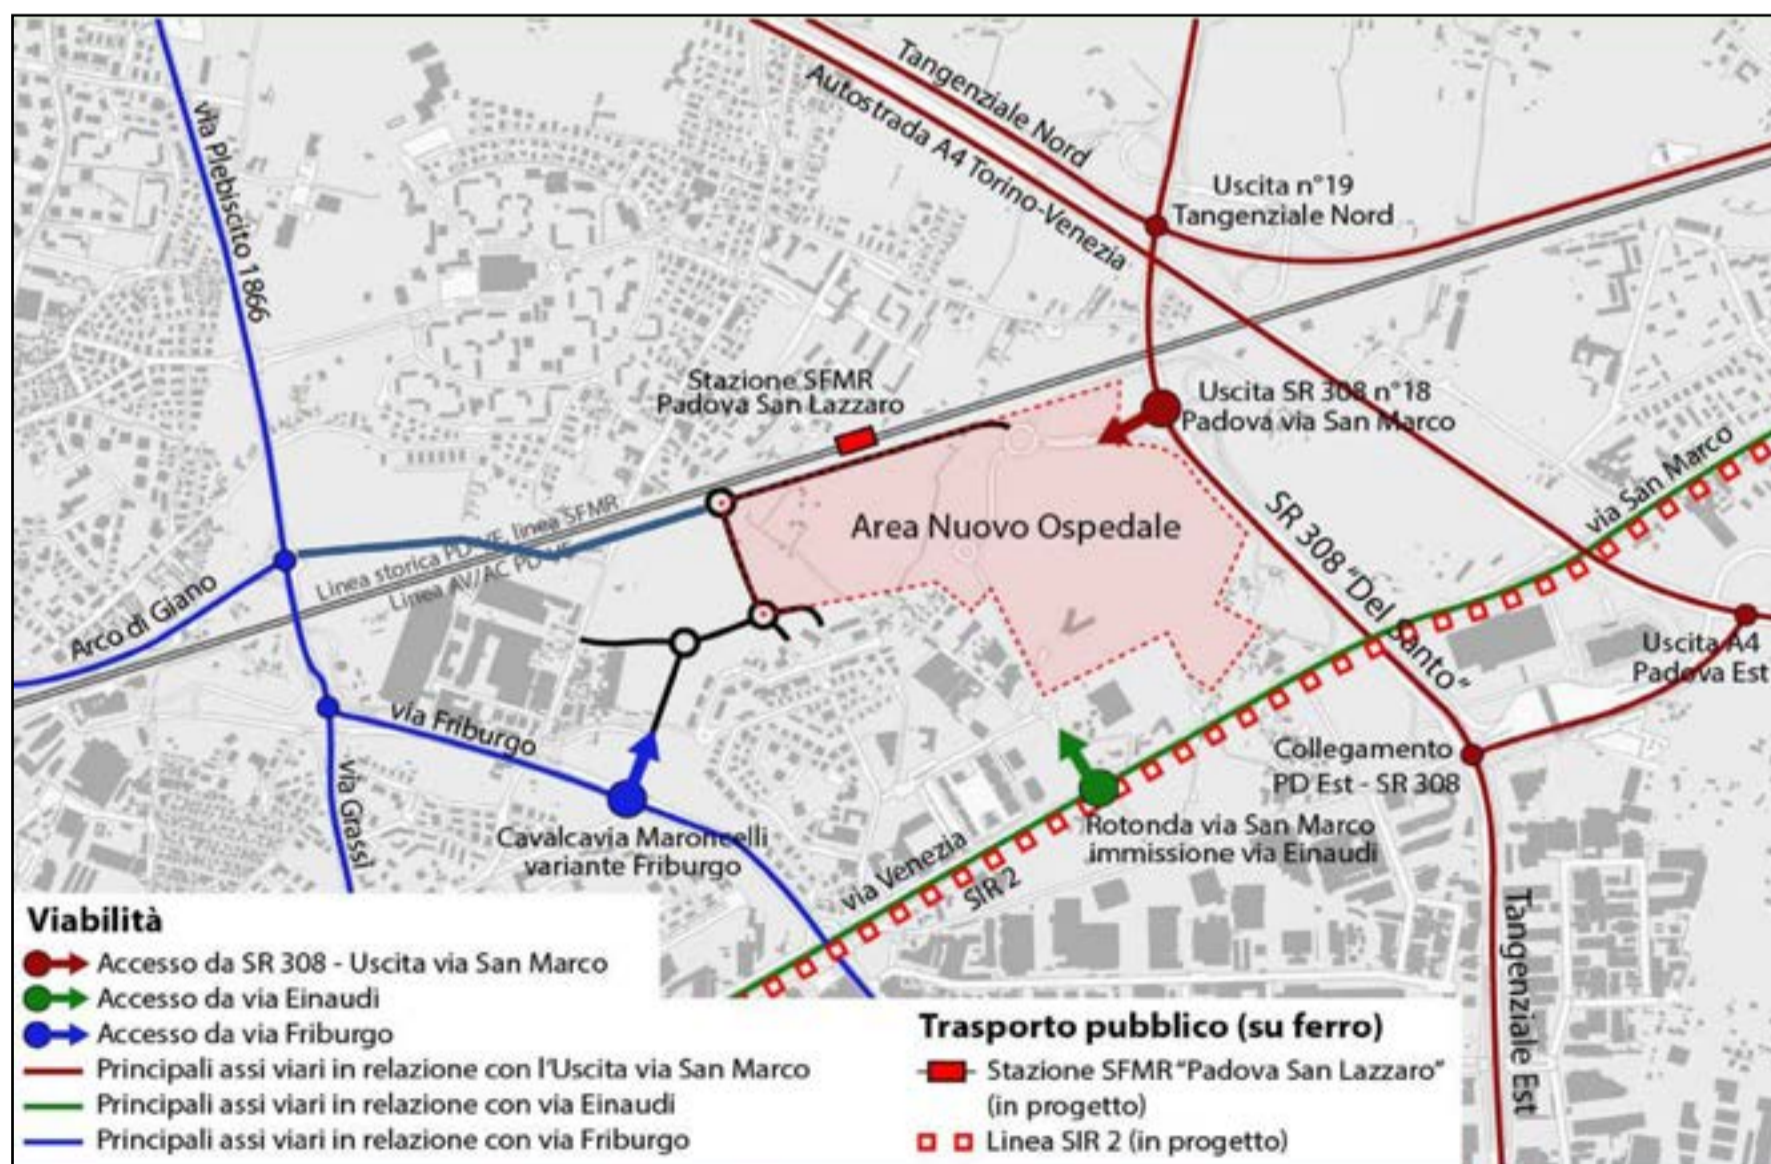 Tangenziale Nord
Autostrada A4 Torino-Venezia
via Plebiscito 1866
Uscita n°19
Tangenziale Nord
Stazione SFMR
Padova San Lazzaro
Uscita SR 308 n°18
Padova via San Marco
via San Marco
Area Nuovo Ospedale
Linea storica PD-VE, linea SFMR
Linea AV/AC PD-VE
Arco di Giano
SR 308 “Del Santo”
Uscita A4
Padova Est
via Friburgo
via Grassi
Collegamento
PD Est - SR 308
Cavalcavia Maroncelli
variante Friburgo
Rotonda via San Marco
immissione via Einaudi
via Venezia
SIR 2
Tangenziale Est
Viabilità
Accesso da SR 308 - Uscita via San Marco
Accesso da via Einaudi
Accesso da via Friburgo
Principali assi viari in relazione con l'Uscita via San Marco
Principali assi viari in relazione con via Einaudi
Principali assi viari in relazione con via Friburgo
Trasporto pubblico (su ferro)
Stazione SFMR “Padova San Lazzaro”
(in progetto)
Linea SIR 2 (in progetto)